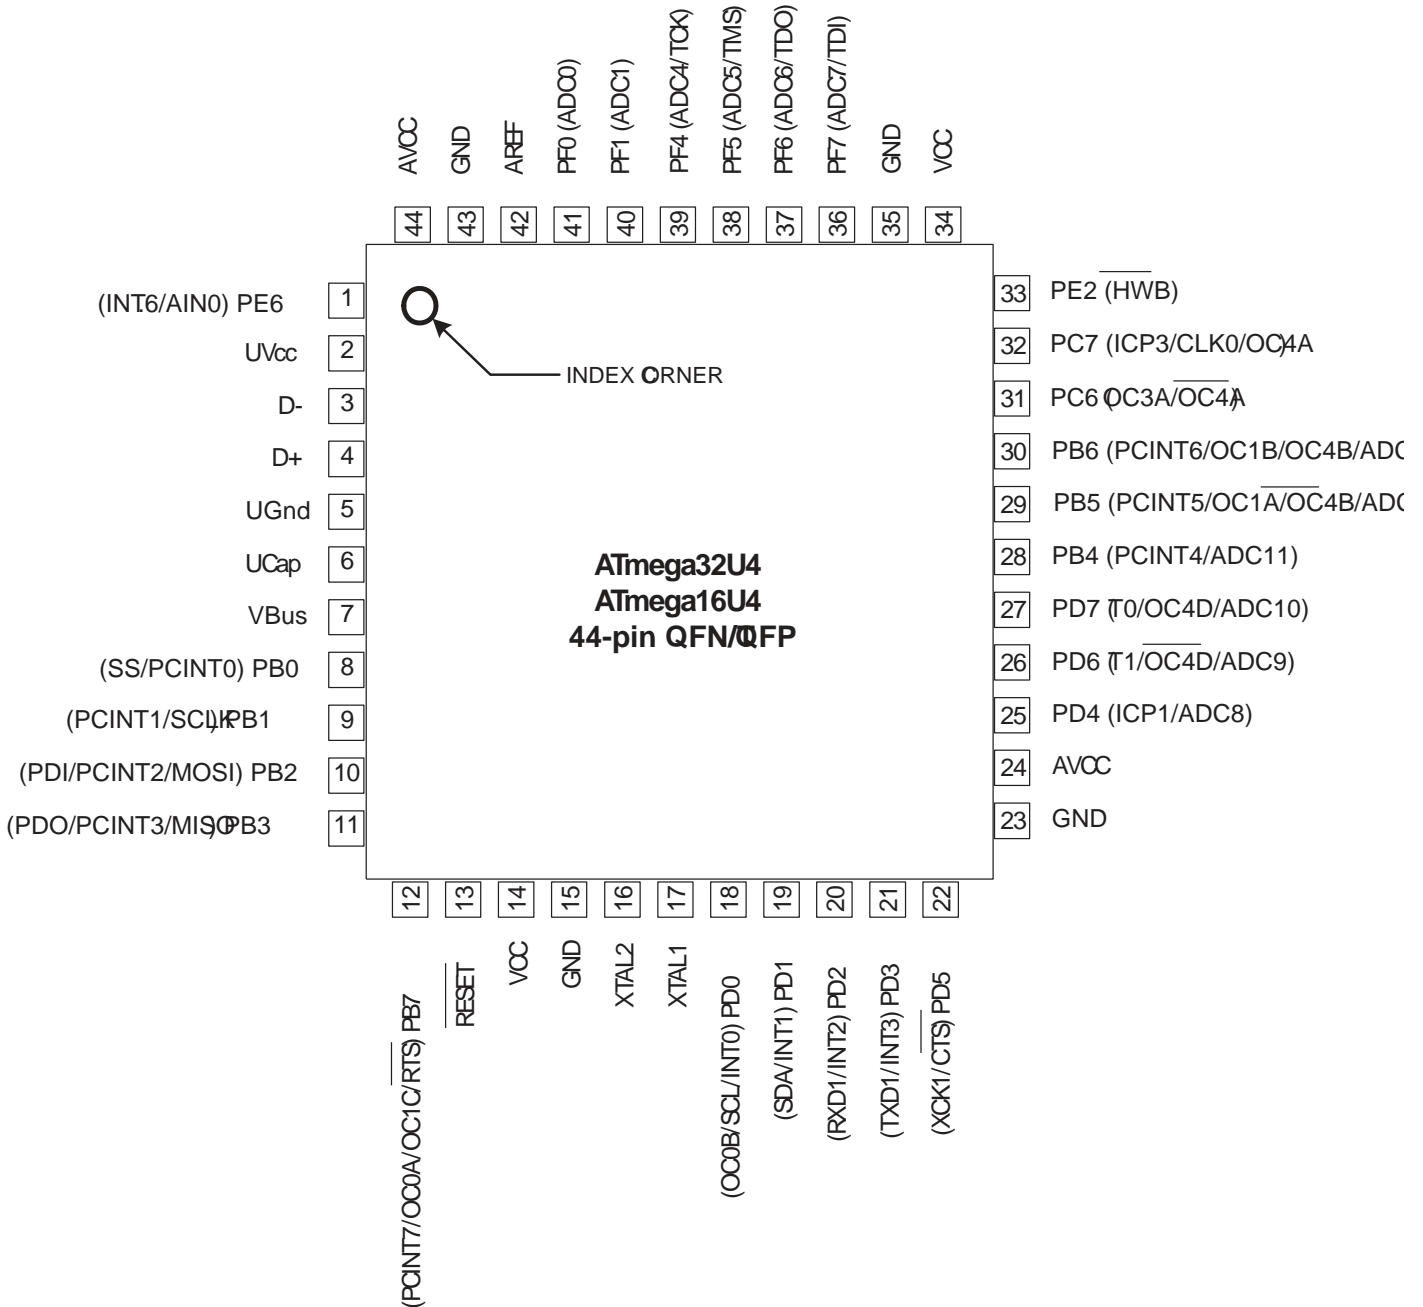 AVCC
GND
AREF
PF0 (ADC0)
PF1 (ADC1)
PF4 (ADC4/TCK)
PF5 (ADC5/TMS)
PF6 (ADC6/TDO)
PF7 (ADC7/TDI)
GND
VCC
44
43
42
41
40
39
38
37
36
35
34
(INT.6/AIN0) PE6 1
UVcc 2
D- 3
D+ 4
UGnd 5
UCap 6
VBus 7
(SS/PCINT0) PB0 8
(PCINT1/SCLK) PB1 9
(PDI/PCINT2/MOSI) PB2 10
(PDO/PCINT3/MISO) PB3 11
INDEX CORNER
ATmega32U4
ATmega16U4
44-pin QFN/TQFP
33 PE2 (HWB)
32 PC7 (ICP3/CLK0/OC4A)
31 PC6 (OC3A/OC4A)
30 PB6 (PCINT6/OC1B/OC4B/ADC
29 PB5 (PCINT5/OC1A/OC4B/ADC
28 PB4 (PCINT4/ADC11)
27 PD7 (T0/OC4D/ADC10)
26 PD6 (T1/OC4D/ADC9)
25 PD4 (ICP1/ADC8)
24 AVCC
23 GND
12
13
14
15
16
17
18
19
20
21
22
(PCINT7/OC0A/OC1C/RTS) PB7
RESET
VCC
GND
XTAL2
XTAL1
(OC0B/SCL/INT0) PD0
(SDA/INT1) PD1
(RXD1/INT2) PD2
(TXD1/INT3) PD3
(XCK1/CTS) PD5